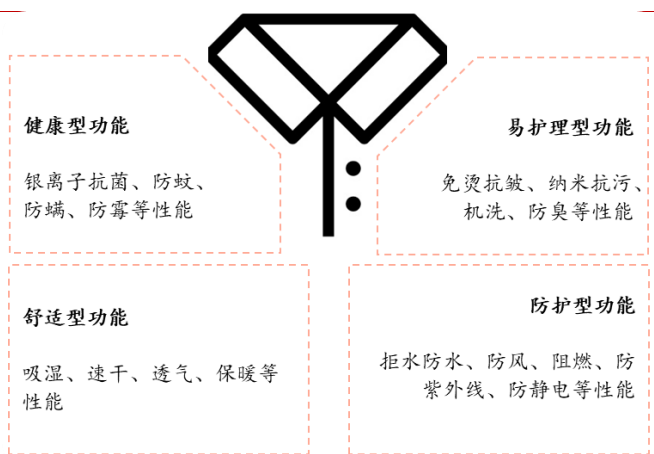 健康型功能
银离子抗菌、防蚊、
防螨、防霉等性能
易护理型功能
免烫抗皱、纳米抗污、
机洗、防臭等性能
舒适型功能
吸湿、速干、透气、保暖等
性能
防护型功能
拒水防水、防风、阻燃、防
紫外线、防静电等性能